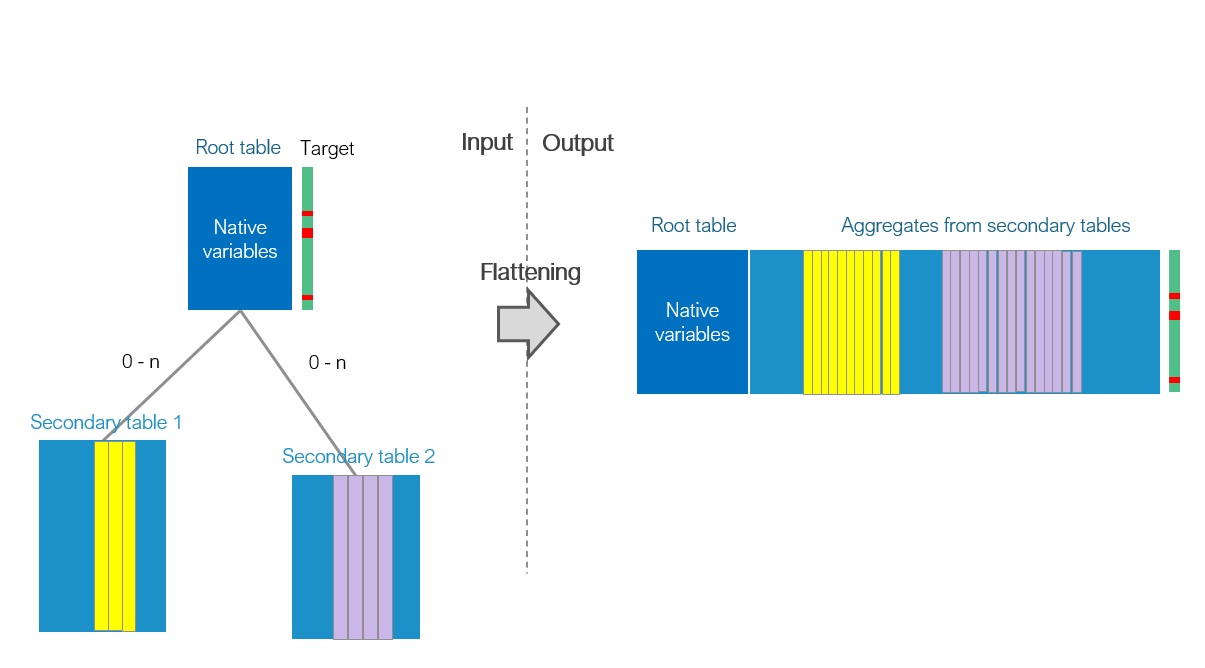 Input
Output
Root table
Target
Native
variables
0 - n
0 - n
Secondary table 1
Secondary table 2
Flattening
Root table
Aggregates from secondary tables
Native
variables